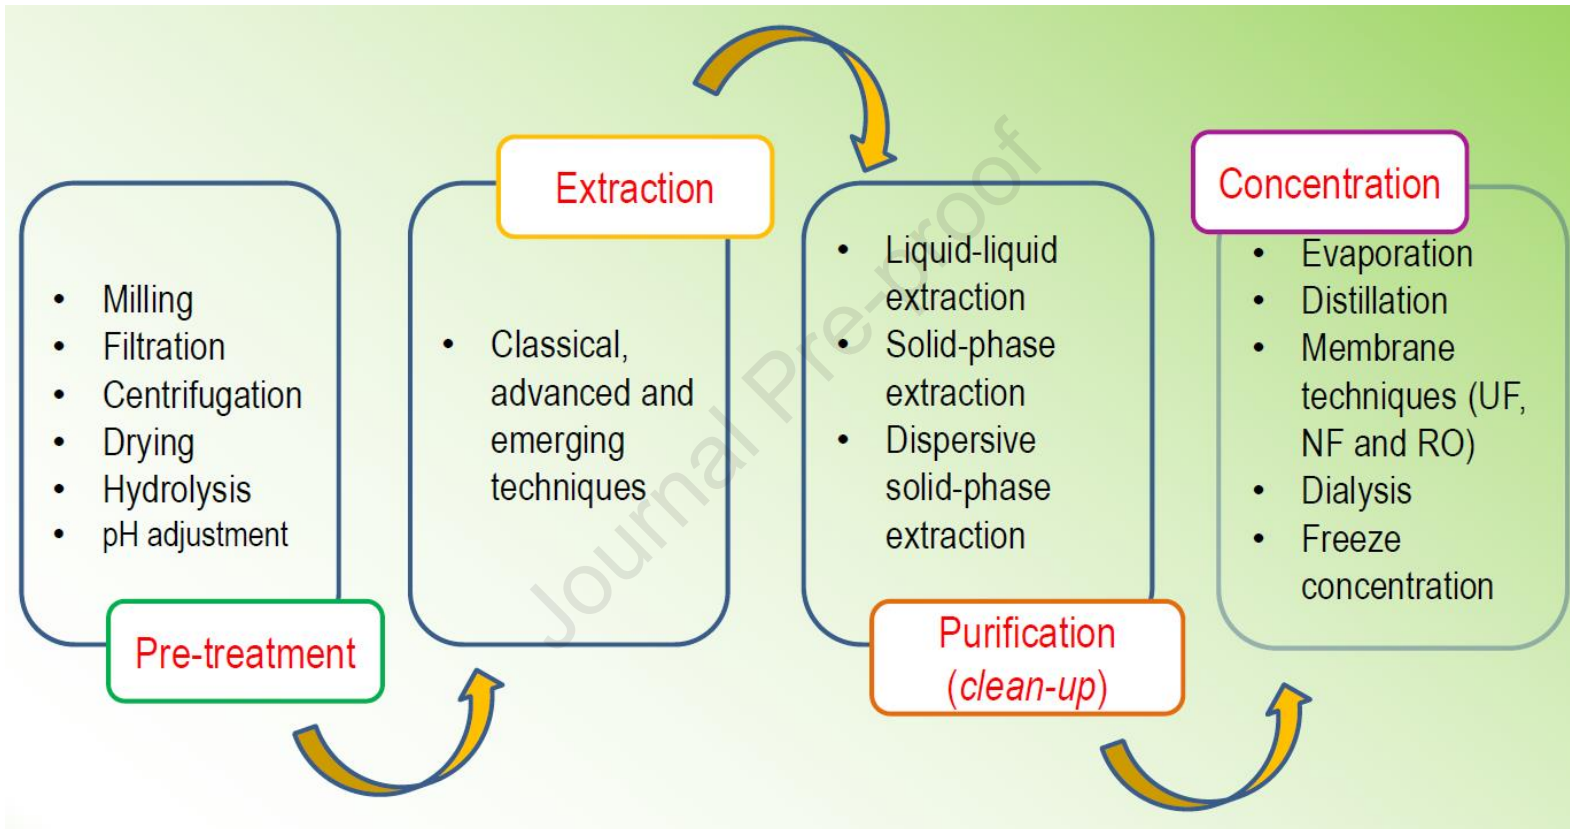 • Milling
• Filtration
• Centrifugation
• Drying
• Hydrolysis
• pH adjustment
Pre-treatment
Extraction
• Classical,
advanced and
emerging
techniques
• Liquid-liquid
extraction
• Solid-phase
extraction
• Dispersive
solid-phase
extraction
Purification
(clean-up)
Concentration
• Evaporation
• Distillation
• Membrane
techniques (UF,
NF and RO)
• Dialysis
• Freeze
concentration
Journal Pre-proof